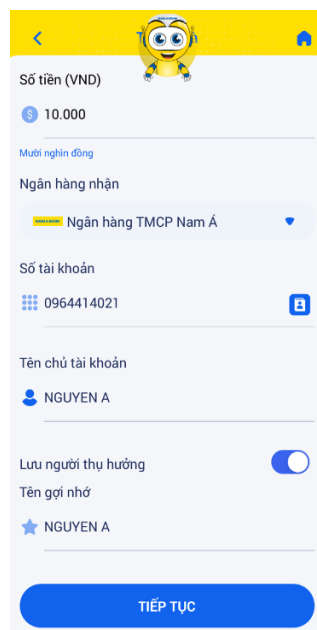 Số tiền (VND)
10.000
Mười nghìn đồng
Ngân hàng nhận
Ngân hàng TMCP Nam Á
Số tài khoản
0964414021
Tên chủ tài khoản
NGUYEN A
Lưu người thụ hưởng
Tên gợi nhớ
NGUYEN A
TIẾP TỤC